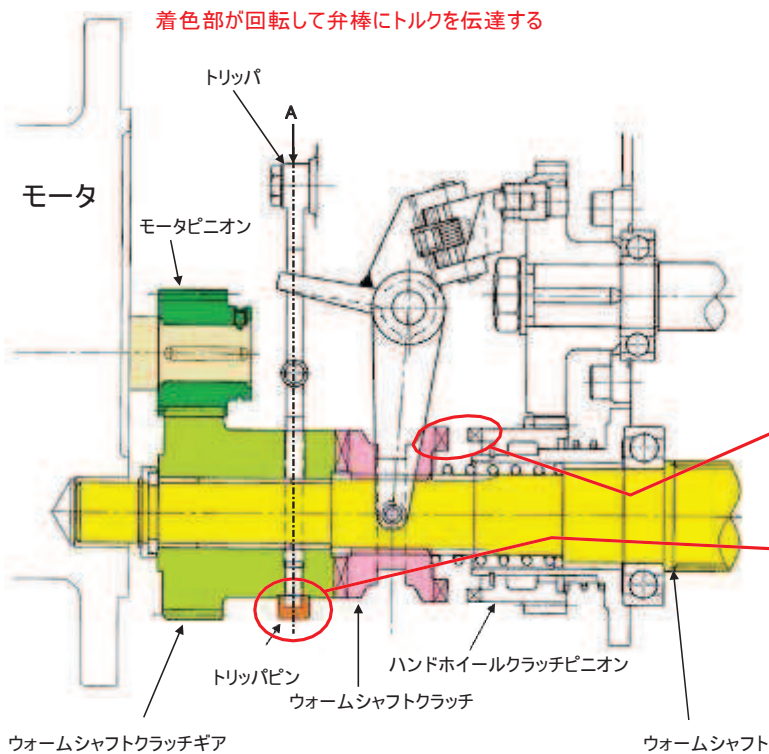 着色部が回転して弁棒にトルクを伝達する
トリッパ
A
モータ
モータピニオン
トリッパピン
ハンドホイールクラッチピニオン
ウォームシャフトクラッチ
ウォームシャフトクラッチギア
ウォームシャフト